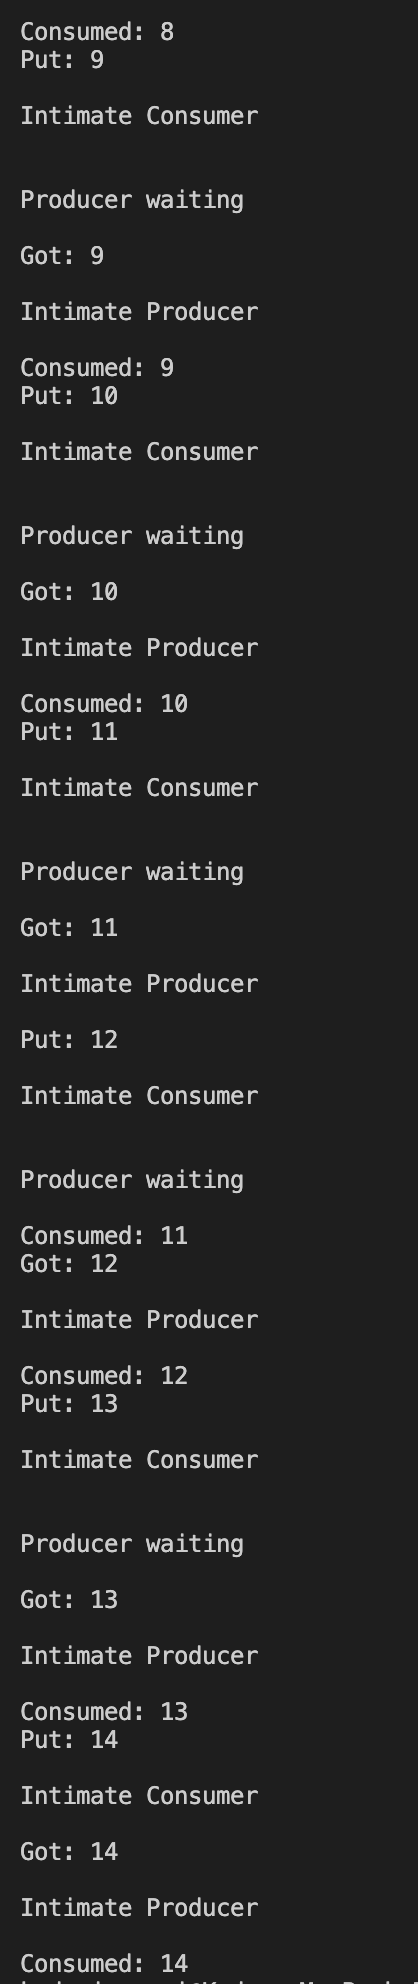 Consumed: 8
Put: 9
Intimate Consumer
Producer waiting
Got: 9
Intimate Producer
Consumed: 9
Put: 10
Intimate Consumer
Producer waiting
Got: 10
Intimate Producer
Consumed: 10
Put: 11
Intimate Consumer
Producer waiting
Got: 11
Intimate Producer
Put: 12
Intimate Consumer
Producer waiting
Consumed: 11
Got: 12
Intimate Producer
Consumed: 12
Put: 13
Intimate Consumer
Producer waiting
Got: 13
Intimate Producer
Consumed: 13
Put: 14
Intimate Consumer
Got: 14
Intimate Producer
Consumed: 14